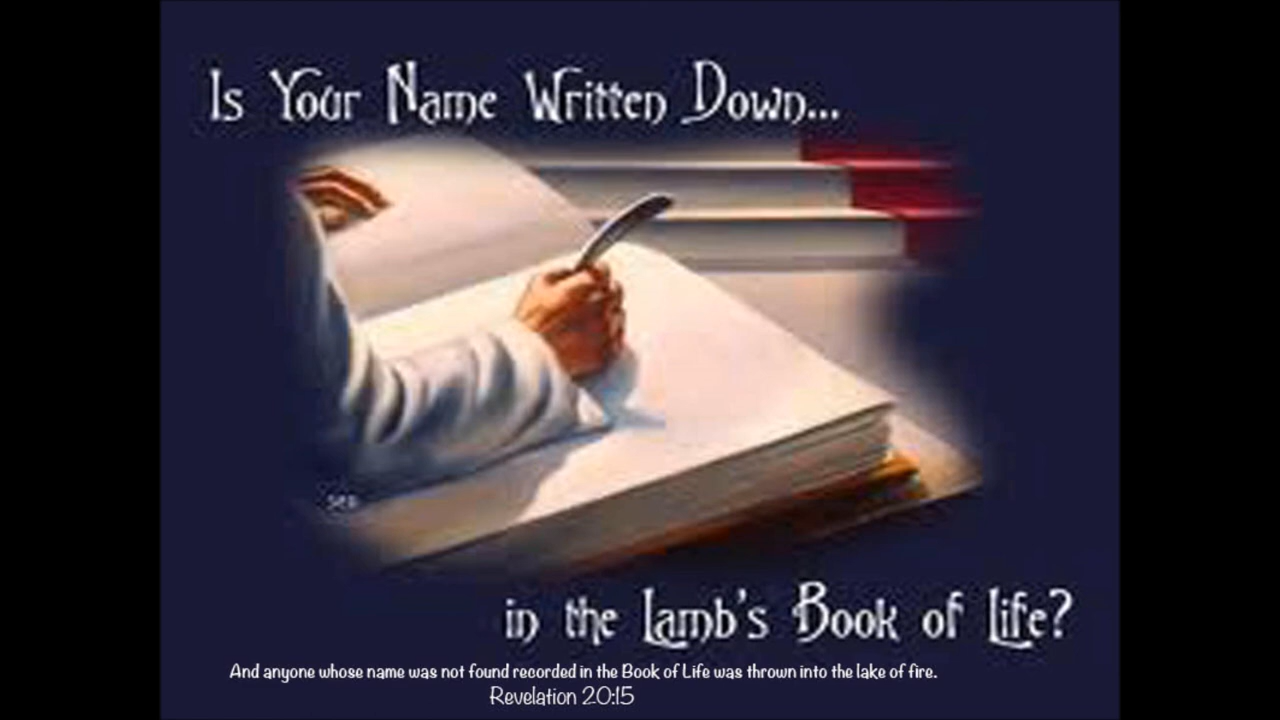 Is Your Name Written Down...
in the Lamb's Book of Life?
And anyone whose name was not found recorded in the Book of Life was thrown into the lake of fire.
Revelation 20:15